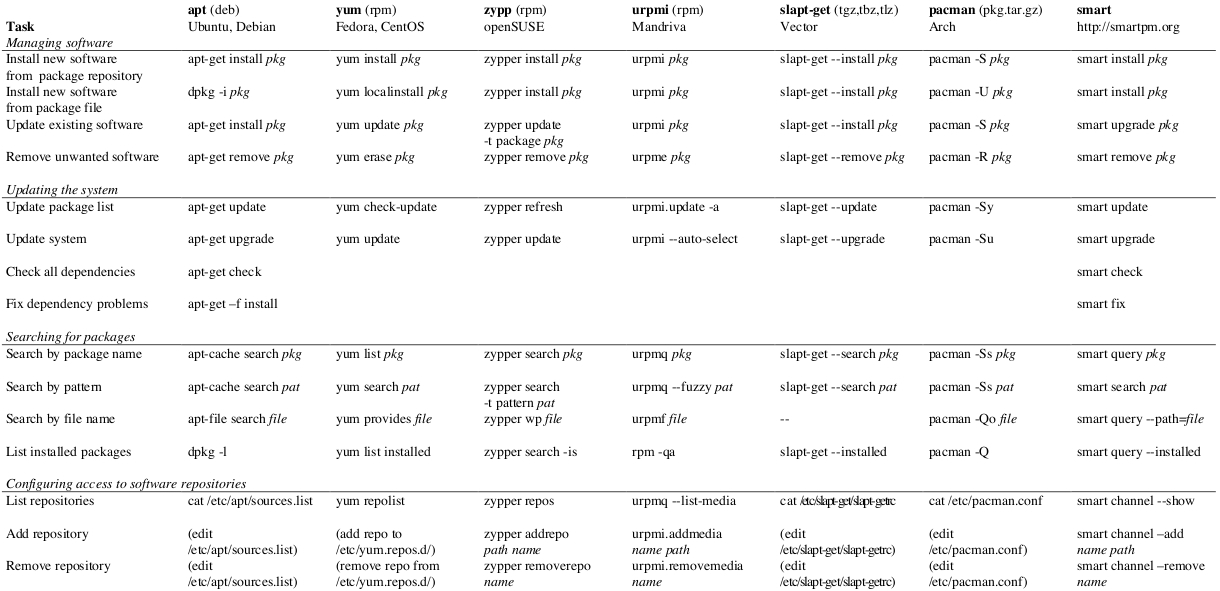 apt (deb) yum (rpm) zypp (rpm) urpmi (rpm) slapt-get (tgz,tbz,tlz) pacman (pkg.tar.gz) smart
Task Ubuntu, Debian Fedora, CentOS openSUSE Mandriva Vector Arch http://smartpm.org
Managing software
Install new software apt-get install pkg yum install pkg zypper install pkg urpmi pkg slapt-get --install pkg pacman -S pkg smart install pkg
from package repository
Install new software dpkg -i pkg yum localinstall pkg zypper install pkg urpmi pkg slapt-get --install pkg pacman -U pkg smart install pkg
from package file
Update existing software apt-get install pkg yum update pkg zypper update urpmi pkg slapt-get --install pkg pacman -S pkg smart upgrade pkg
-t package pkg
Remove unwanted software apt-get remove pkg yum erase pkg zypper remove pkg urpme pkg slapt-get --remove pkg pacman -R pkg smart remove pkg
Updating the system
Update package list apt-get update yum check-update zypper refresh urpmi.update -a slapt-get --update pacman -Sy smart update
Update system apt-get upgrade yum update zypper update urpmi --auto-select slapt-get --upgrade pacman -Su smart upgrade
Check all dependencies apt-get check smart check
Fix dependency problems apt-get –f install smart fix
Searching for packages
Search by package name apt-cache search pkg yum list pkg zypper search pkg urpmq pkg slapt-get --search pkg pacman -Ss pkg smart query pkg
Search by pattern apt-cache search pat yum search pat zypper search urpmq --fuzzy pat slapt-get --search pat pacman -Ss pat smart search pat
-t pattern pat
Search by file name apt-file search file yum provides file zypper wp file urpmf file -- pacman -Qo file smart query --path=file
List installed packages dpkg -l yum list installed zypper search -is rpm -qa slapt-get --installed pacman -Q smart query --installed
Configuring access to software repositories
List repositories cat /etc/apt/sources.list yum repolist zypper repos urpmq --list-media cat /etc/slapt-get/slapt-getrc cat /etc/pacman.conf smart channel --show
Add repository (edit (add repo to zypper addrepo urpmi.addmedia (edit (edit smart channel –add
/etc/apt/sources.list) /etc/yum.repos.d/) path name name path /etc/slapt-get/slapt-getrc) /etc/pacman.conf) name path
Remove repository (edit (remove repo from zypper removerepo urpmi.removemedia (edit (edit smart channel –remove
/etc/apt/sources.list) /etc/yum.repos.d/) name name /etc/slapt-get/slapt-getrc) /etc/pacman.conf) name